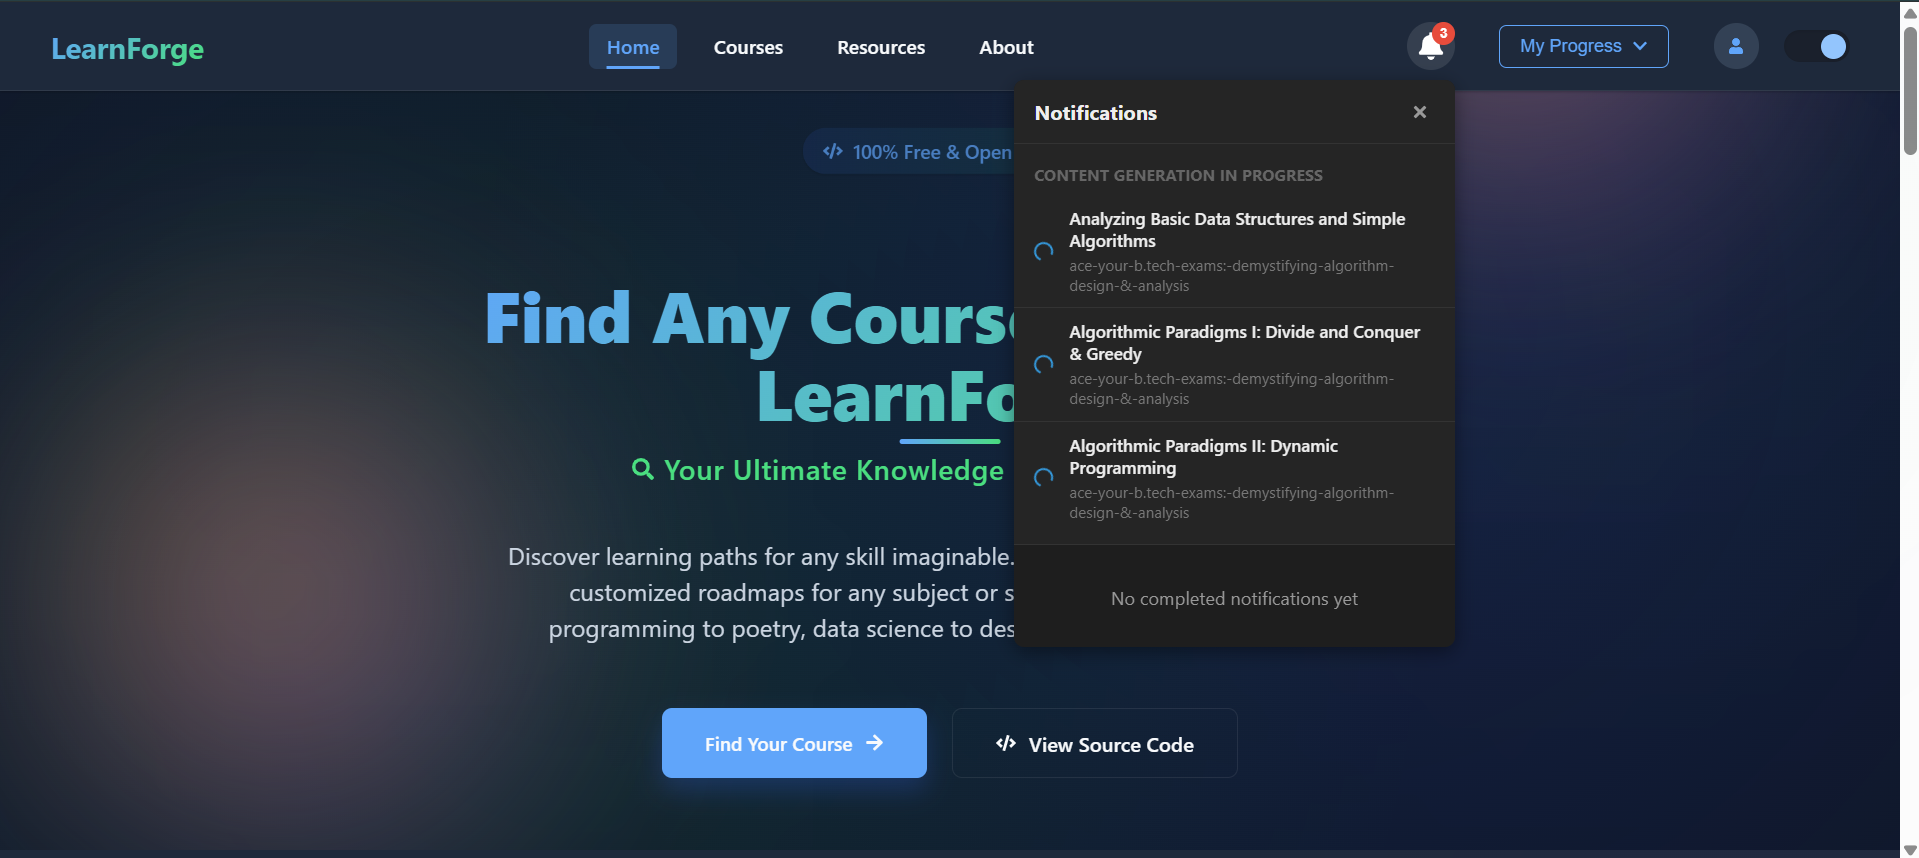 LearnForge
Home
Courses
Resources
About
3
My Progress
Notifications
×
CONTENT GENERATION IN PROGRESS
Analyzing Basic Data Structures and Simple
Algorithms
ace-your-b.tech-exams:-demystifying-algorithm-
design-&-analysis
Algorithmic Paradigms I: Divide and Conquer
& Greedy
ace-your-b.tech-exams:-demystifying-algorithm-
design-&-analysis
Algorithmic Paradigms II: Dynamic
Programming
ace-your-b.tech-exams:-demystifying-algorithm-
design-&-analysis
No completed notifications yet
</> 100% Free & Open
Find Any Cours
LearnFo
Your Ultimate Knowledge
Discover learning paths for any skill imaginable.
customized roadmaps for any subject or s
programming to poetry, data science to des
Find Your Course →
</> View Source Code